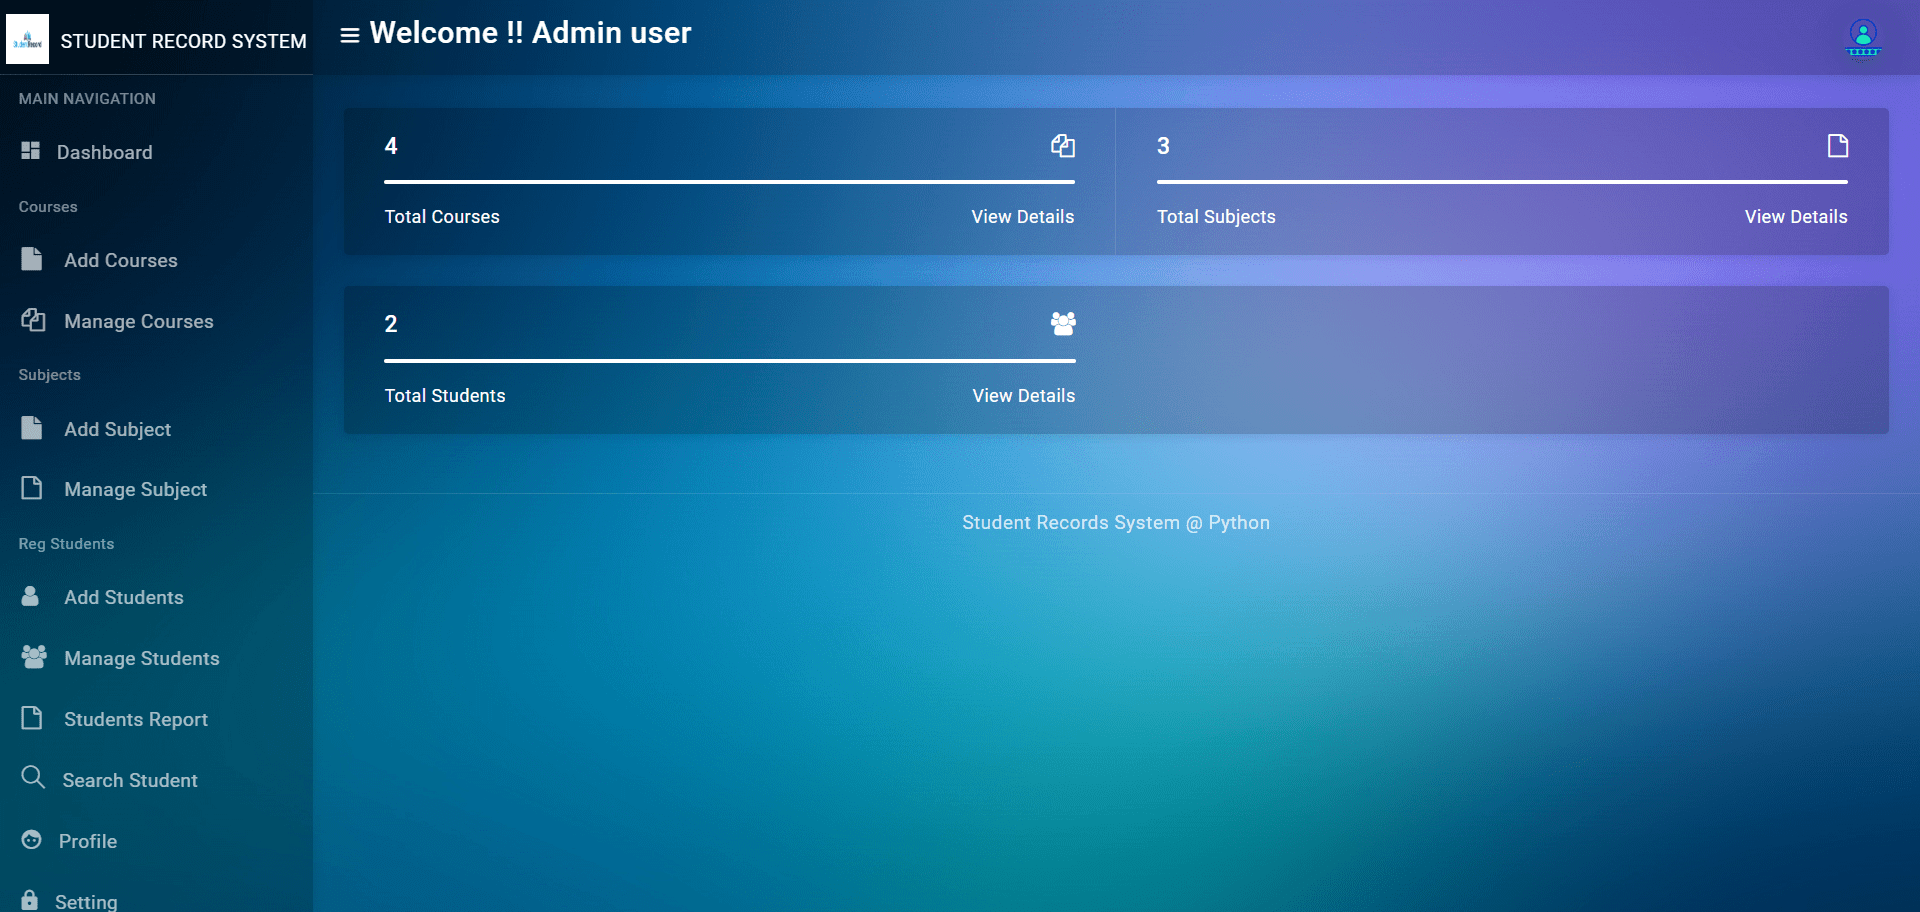 StudentRecord
STUDENT RECORD SYSTEM
Welcome !! Admin user
MAIN NAVIGATION
Dashboard
Courses
Add Courses
Manage Courses
Subjects
Add Subject
Manage Subject
Reg Students
Add Students
Manage Students
Students Report
Search Student
Profile
Setting
4
Total Courses
View Details
3
Total Subjects
View Details
2
Total Students
View Details
Student Records System @ Python